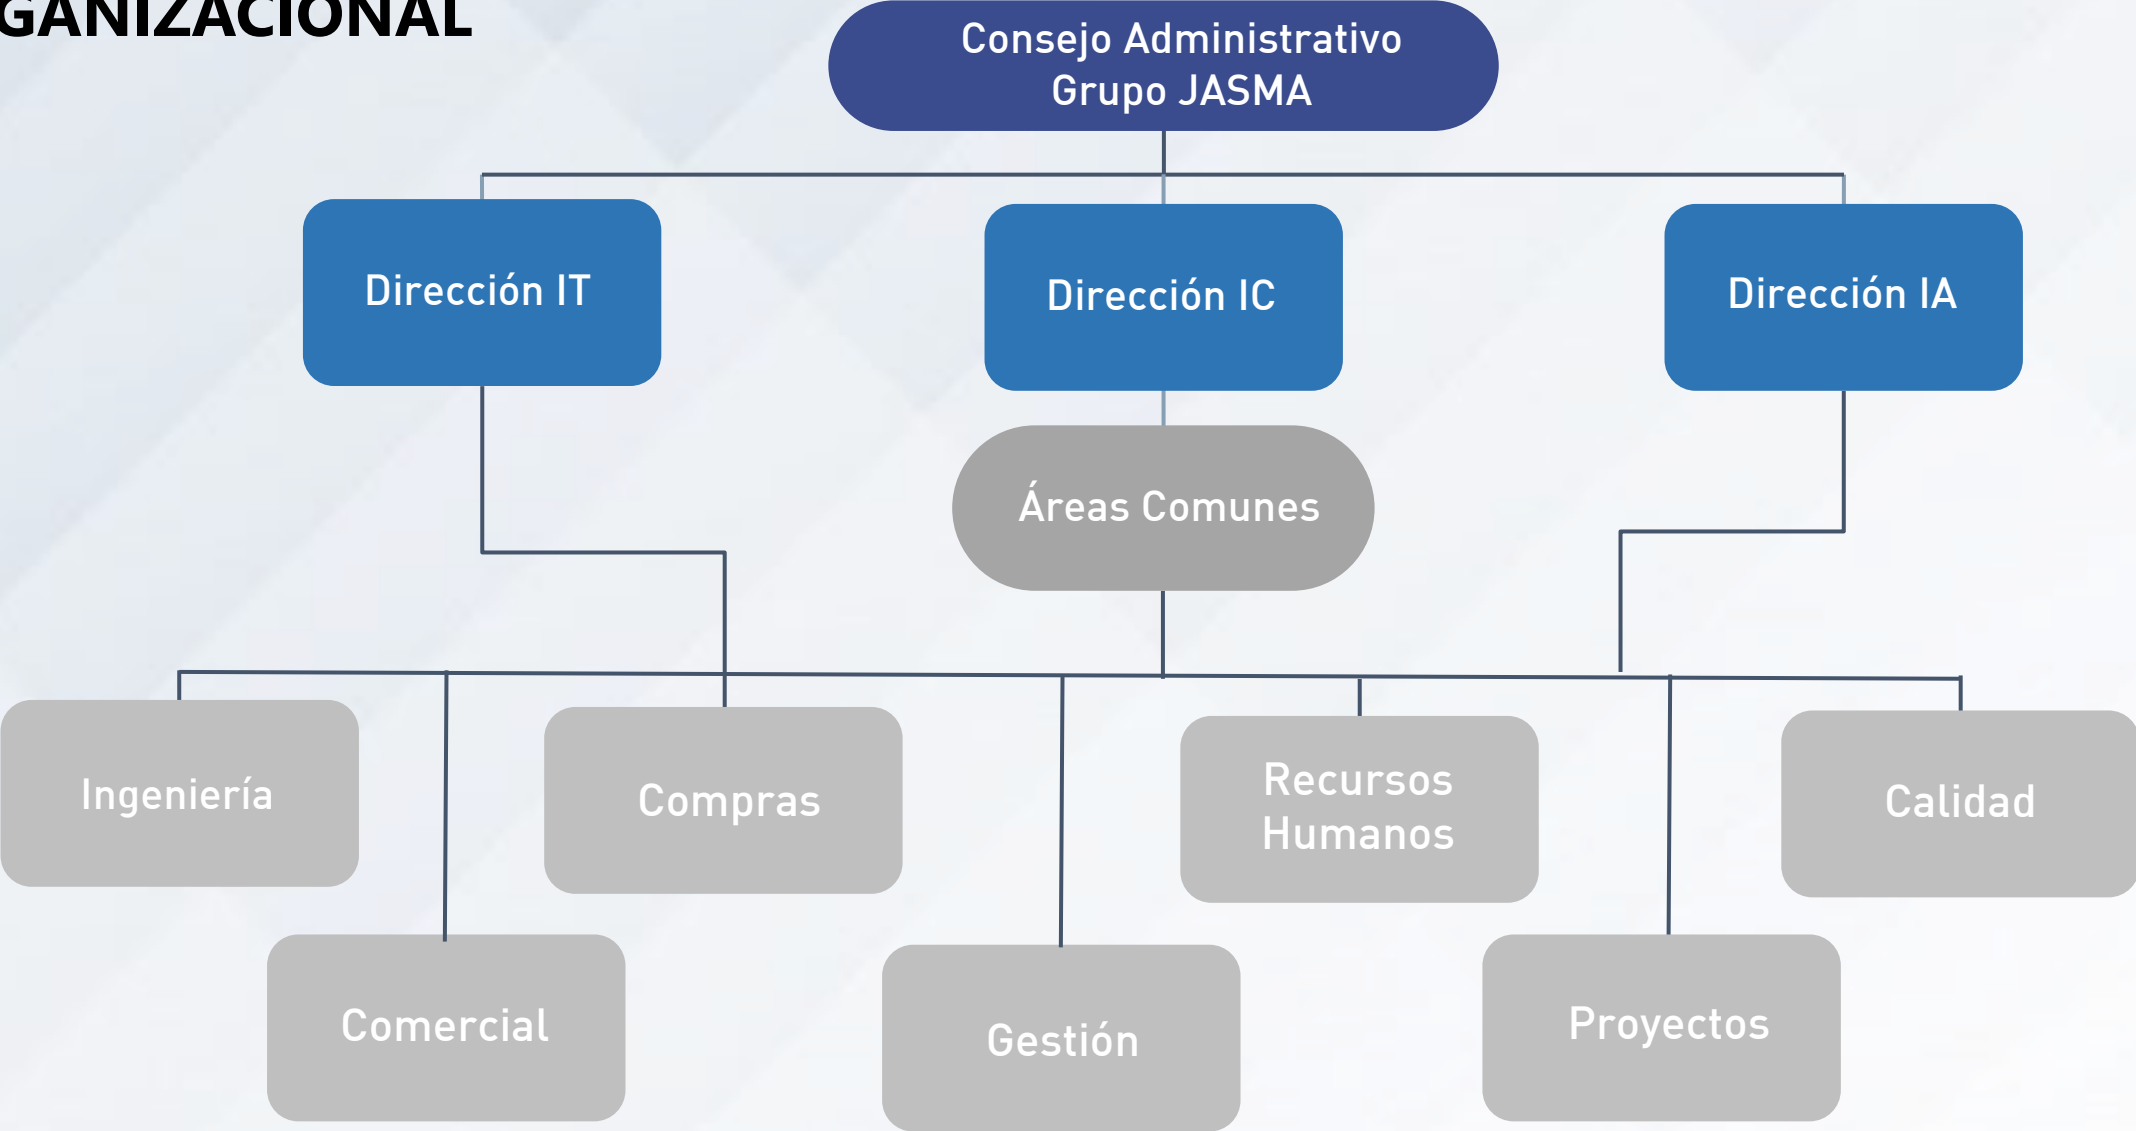 GANIZACIONAL
Consejo Administrativo
Grupo JASMA
Dirección IT
Dirección IC
Dirección IA
Áreas Comunes
Ingeniería
Compras
Recursos
Humanos
Calidad
Comercial
Gestión
Proyectos